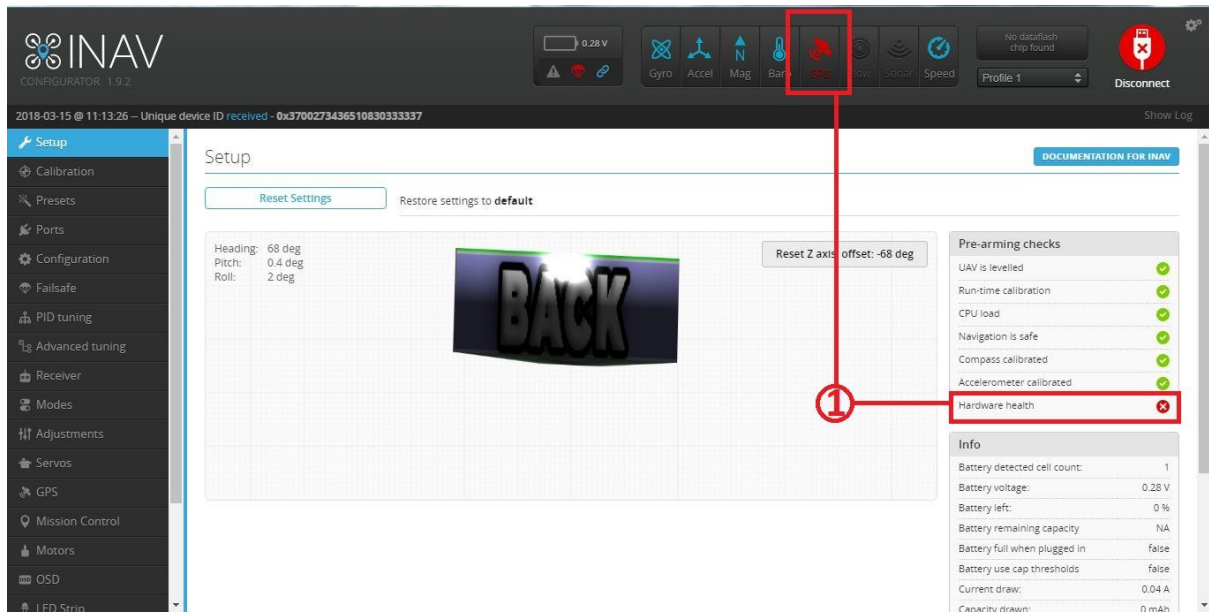 INAV
CONFIGURATOR 1.9.2
0.28 V
Gyro Accel Mag Baro GPS Flow Sonar Speed
No dataflash
chip found
Profile 1
Disconnect
2018-03-15 @ 11:13:26 -- Unique device ID received - 0x3700273436510830333337
Show Log
Setup
Calibration
Presets
Ports
Configuration
Failsafe
PID tuning
Advanced tuning
Receiver
Modes
Adjustments
Servos
GPS
Mission Control
Motors
OSD
LED Strip
Setup
DOCUMENTATION FOR INAV
Reset Settings
Restore settings to default
Heading: 68 deg
Pitch: 0.4 deg
Roll: 2 deg
BACK
Reset Z axis, offset: -68 deg
1
Pre-arming checks
UAV is levelled
Run-time calibration
CPU load
Navigation is safe
Compass calibrated
Accelerometer calibrated
Hardware health
Info
Battery detected cell count: 1
Battery voltage: 0.28 V
Battery left: 0 %
Battery remaining capacity NA
Battery full when plugged in false
Battery use cap thresholds false
Current draw: 0.04 A
Capacity drawn: 0 mAh